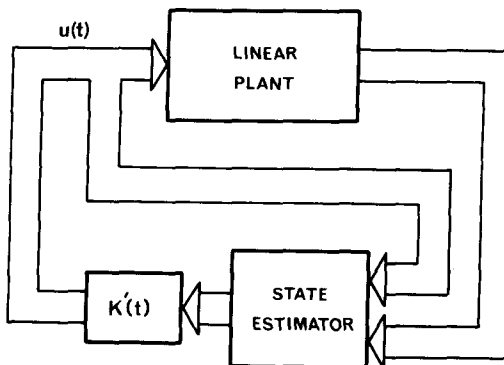 u(t)
LINEAR
PLANT
K'(t)
STATE
ESTIMATOR